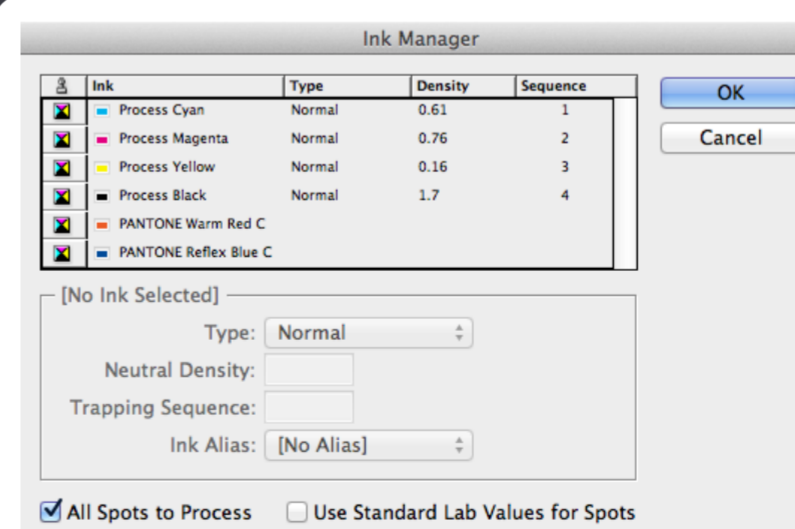 Ink Manager
Ink Type Density Sequence
Process Cyan Normal 0.61 1
Process Magenta Normal 0.76 2
Process Yellow Normal 0.16 3
Process Black Normal 1.7 4
PANTONE Warm Red C
PANTONE Reflex Blue C
OK
Cancel
[No Ink Selected]
Type: Normal
Neutral Density:
Trapping Sequence:
Ink Alias: [No Alias]
All Spots to Process Use Standard Lab Values for Spots